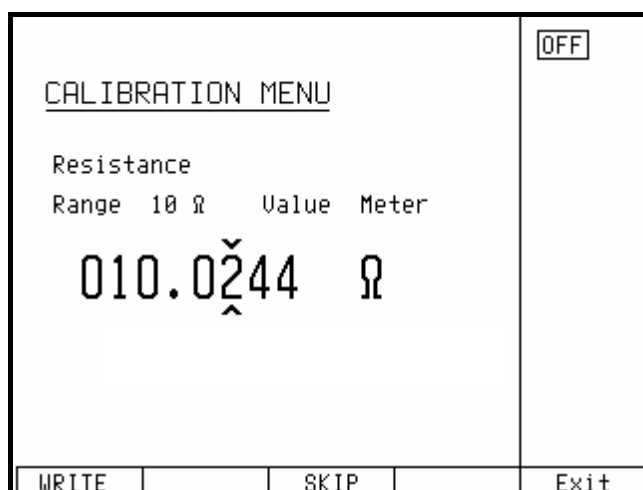 OFF
CALIBRATION MENU
Resistance
Range 10 Ω Value Meter
010.0244 Ω
WRITE SKIP Exit